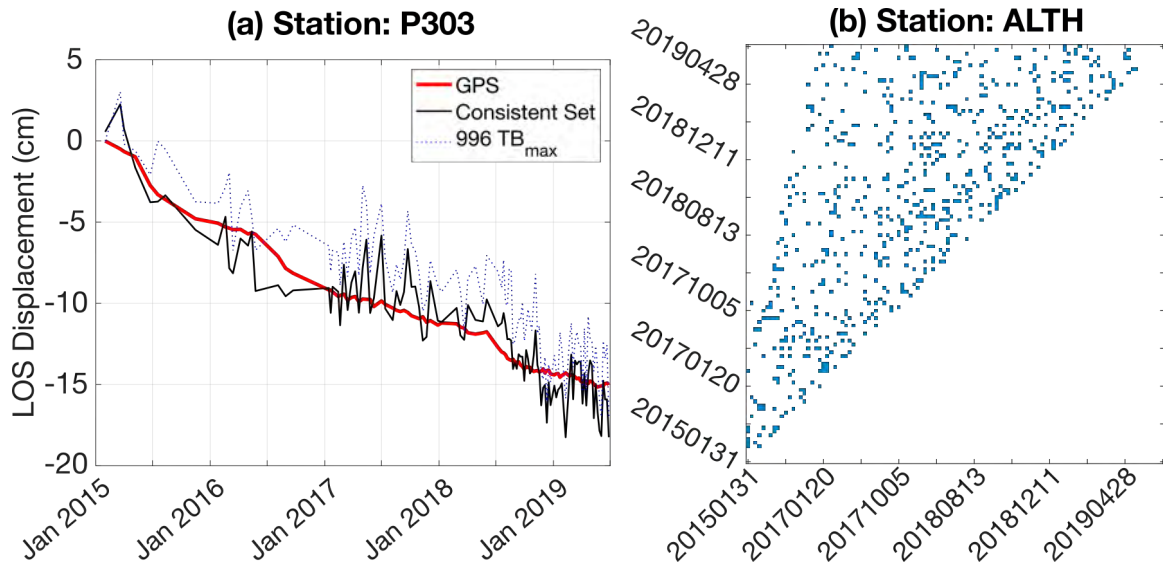 (a) Station: P303
5
0
-5
-10
-15
-20
LOS Displacement (cm)
GPS
Consistent Set
996 TBmax
Jan 2015
Jan 2016
Jan 2017
Jan 2018
Jan 2019
(b) Station: ALTH
20190428
20181211
20180813
20171005
20170120
20150131
20150131
20170120
20171005
20180813
20181211
20190428